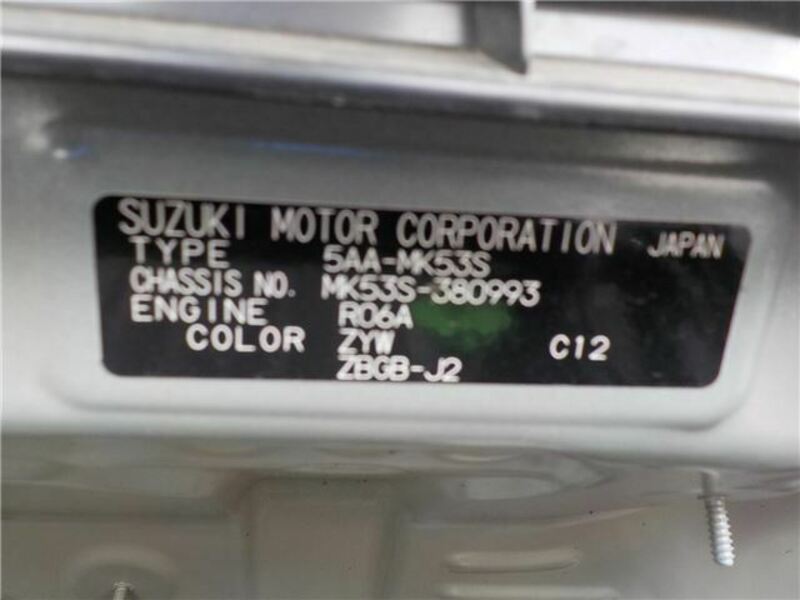 SUZUKI MOTOR CORPORATION JAPAN
TYPE 5AA-MK53S
CHASSIS NO. MK53S-380993
ENGINE R06A
COLOR ZYW C12
ZBGB-J2